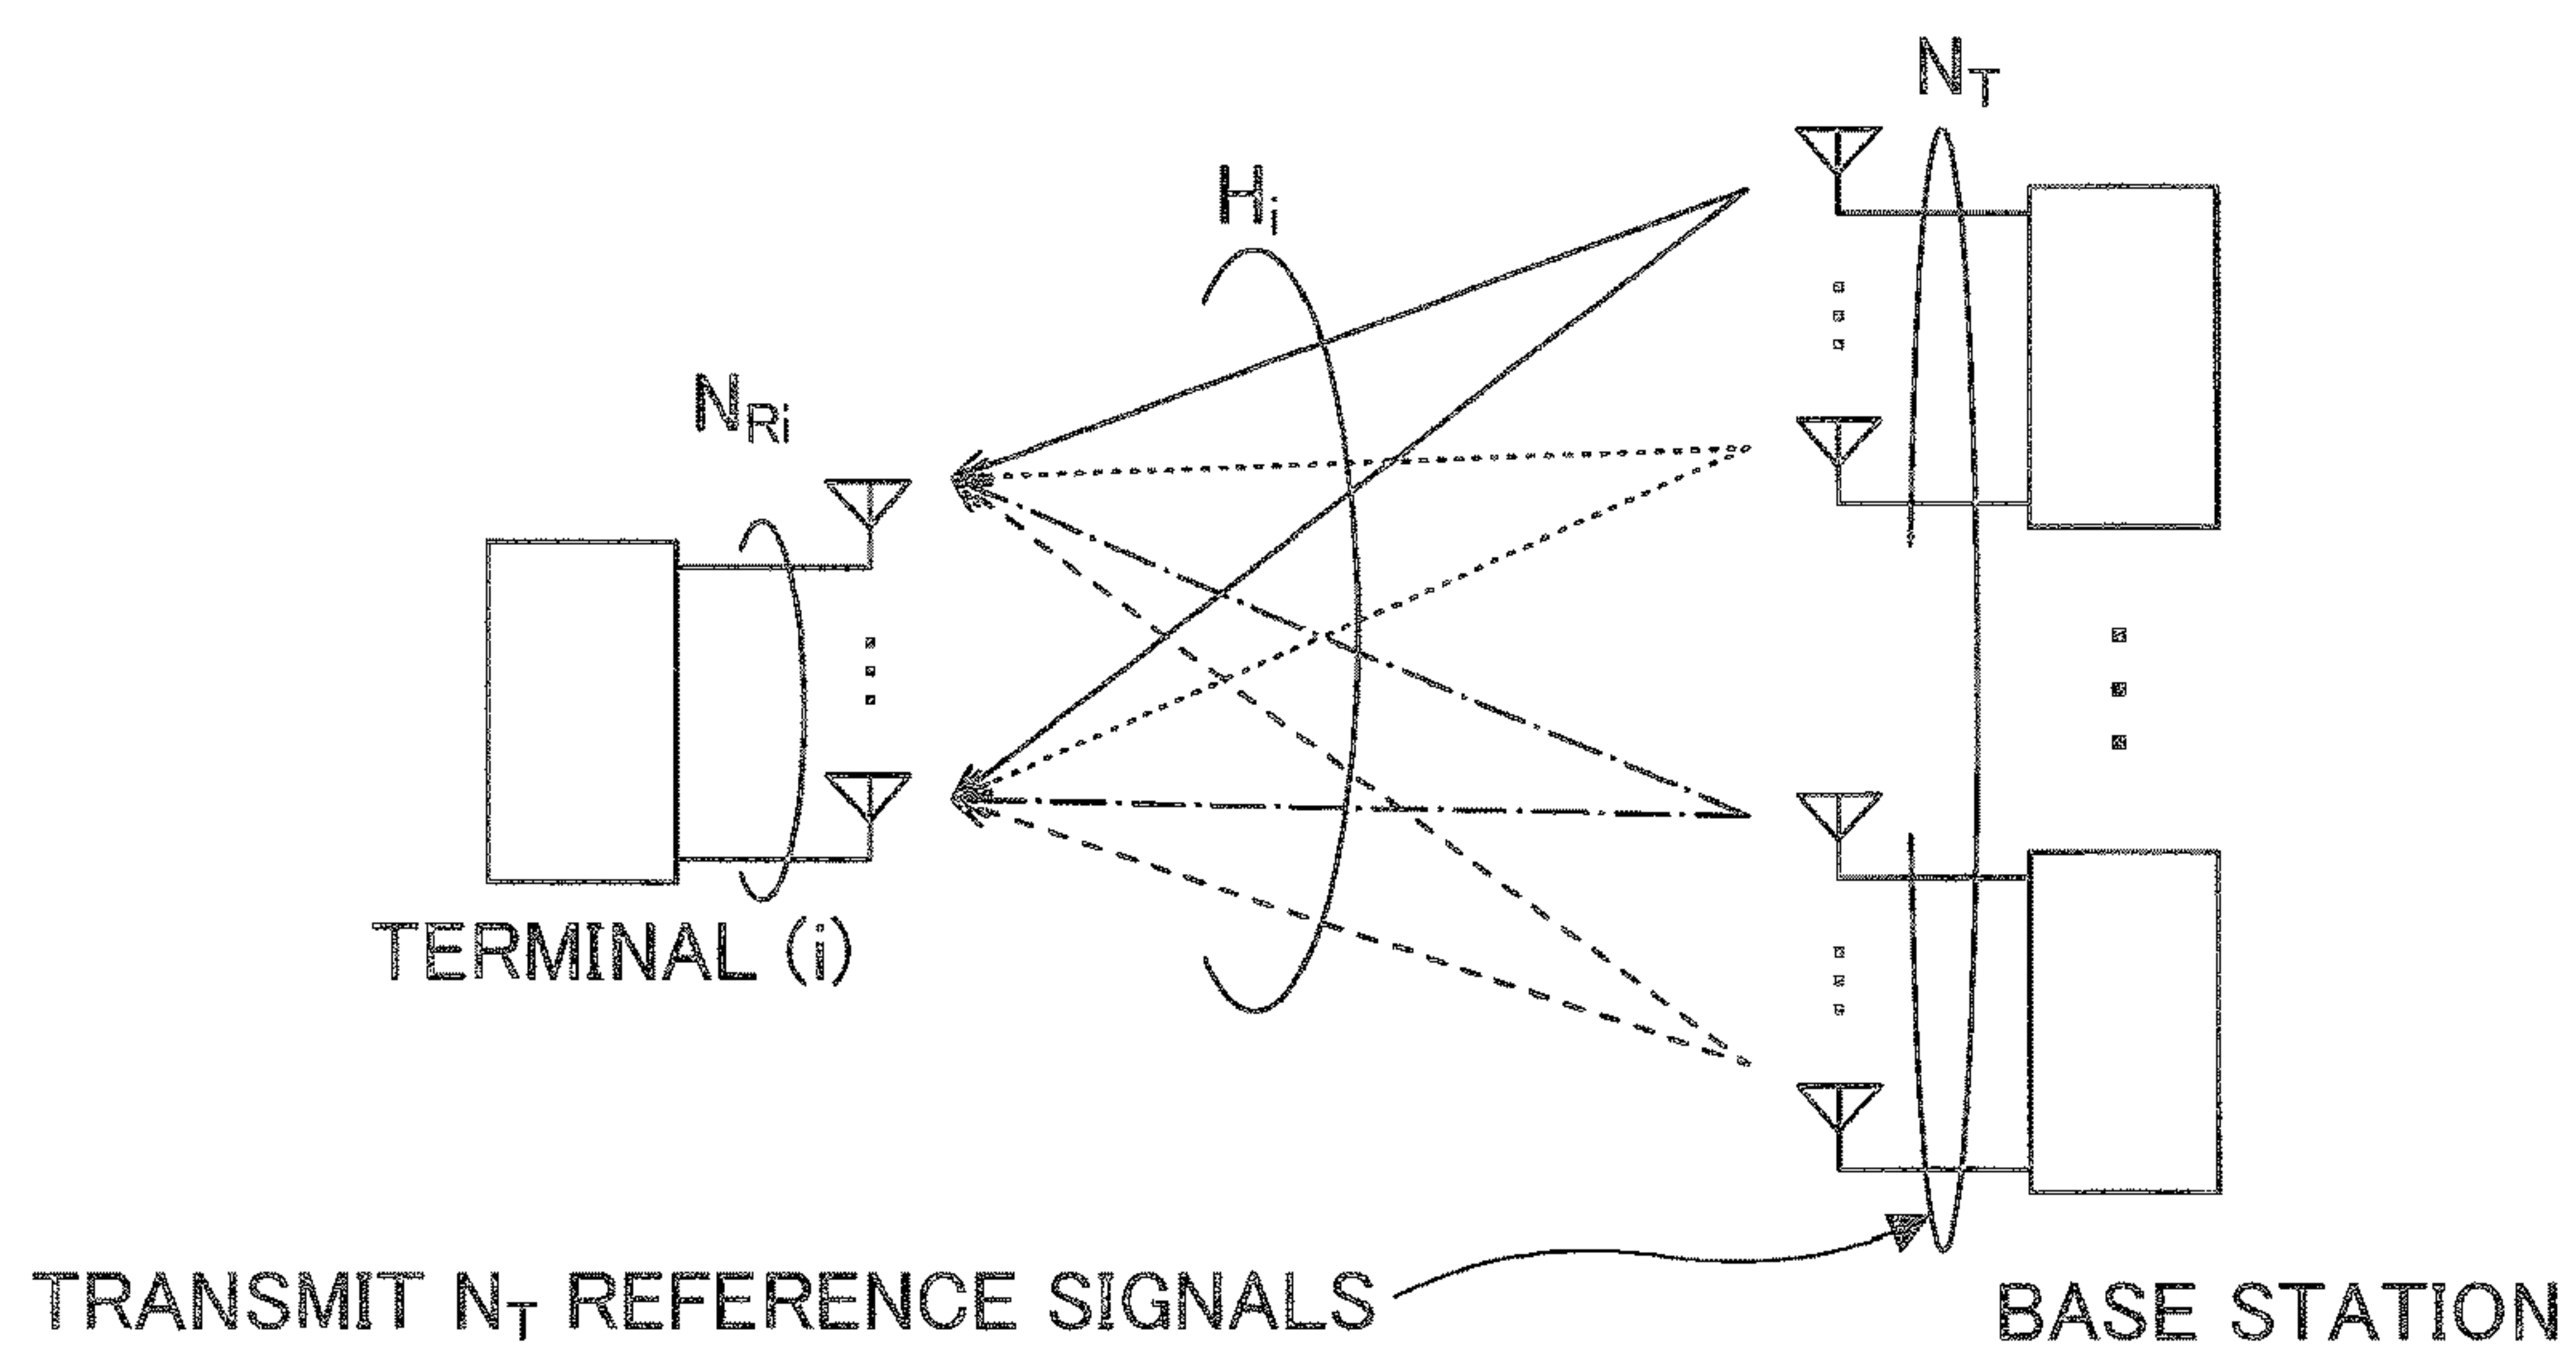 N_T
H_i
N_Ri
TERMINAL (i)
TRANSMIT N_T REFERENCE SIGNALS
BASE STATION